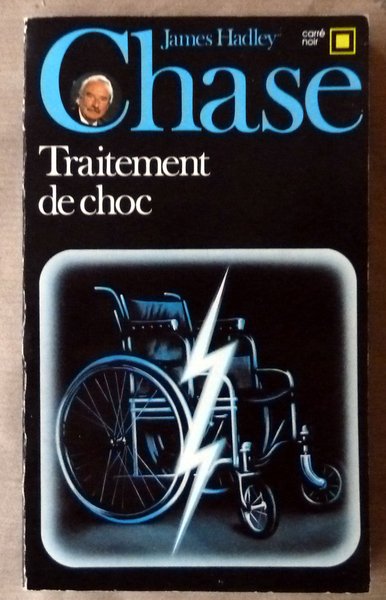 James Hadley
carré
noir
Chase
Traitement
de choc